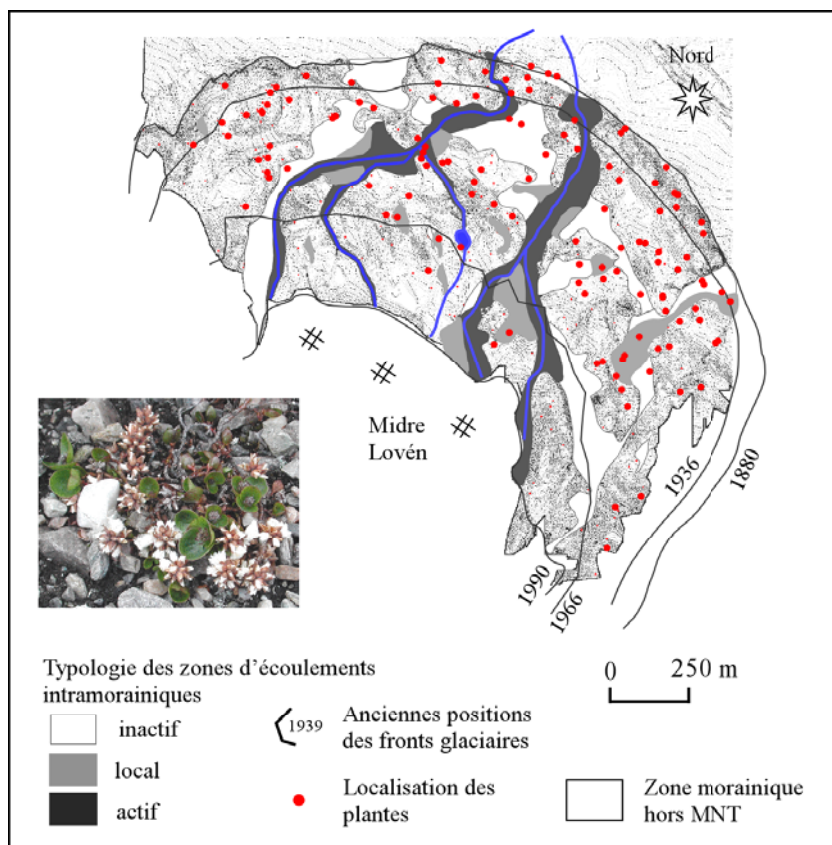 Nord
Midre
Lovén
1936
1880
1990
1966
Typologie des zones d'écoulements
intramorainiques
inactif
local
actif
1939
Anciennes positions
des fronts glaciaires
Localisation des
plantes
0 250 m
Zone morainique
hors MNT